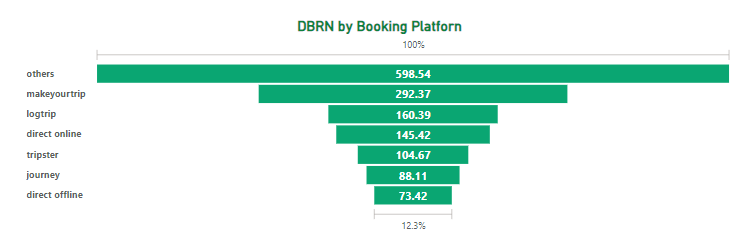 DBRN by Booking Platforn
100%
others 598.54
makeyourtrip 292.37
logtrip 160.39
direct online 145.42
tripster 104.67
journey 88.11
direct offline 73.42
12.3%